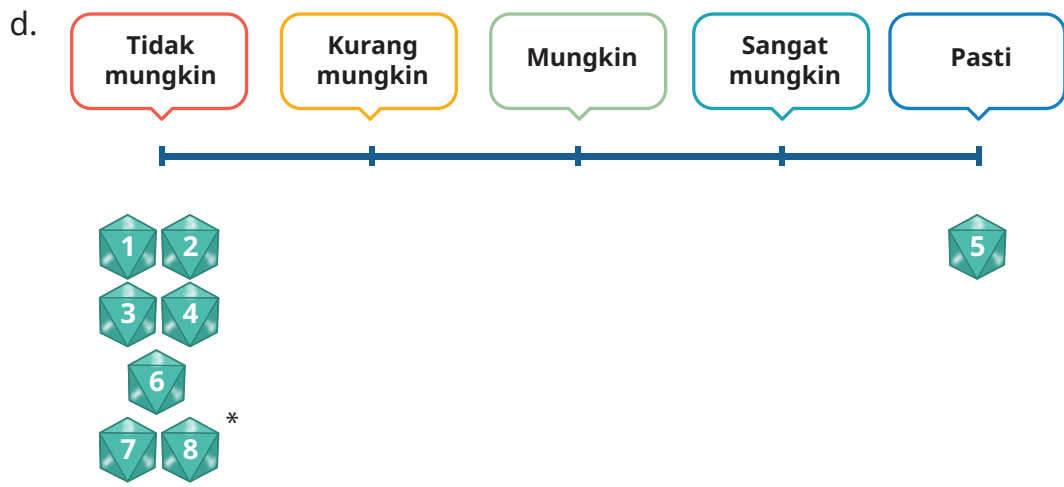 d.
Tidak
mungkin
Kurang
mungkin
Mungkin
Sangat
mungkin
Pasti
1 2
5
3 4
6
7 8 *